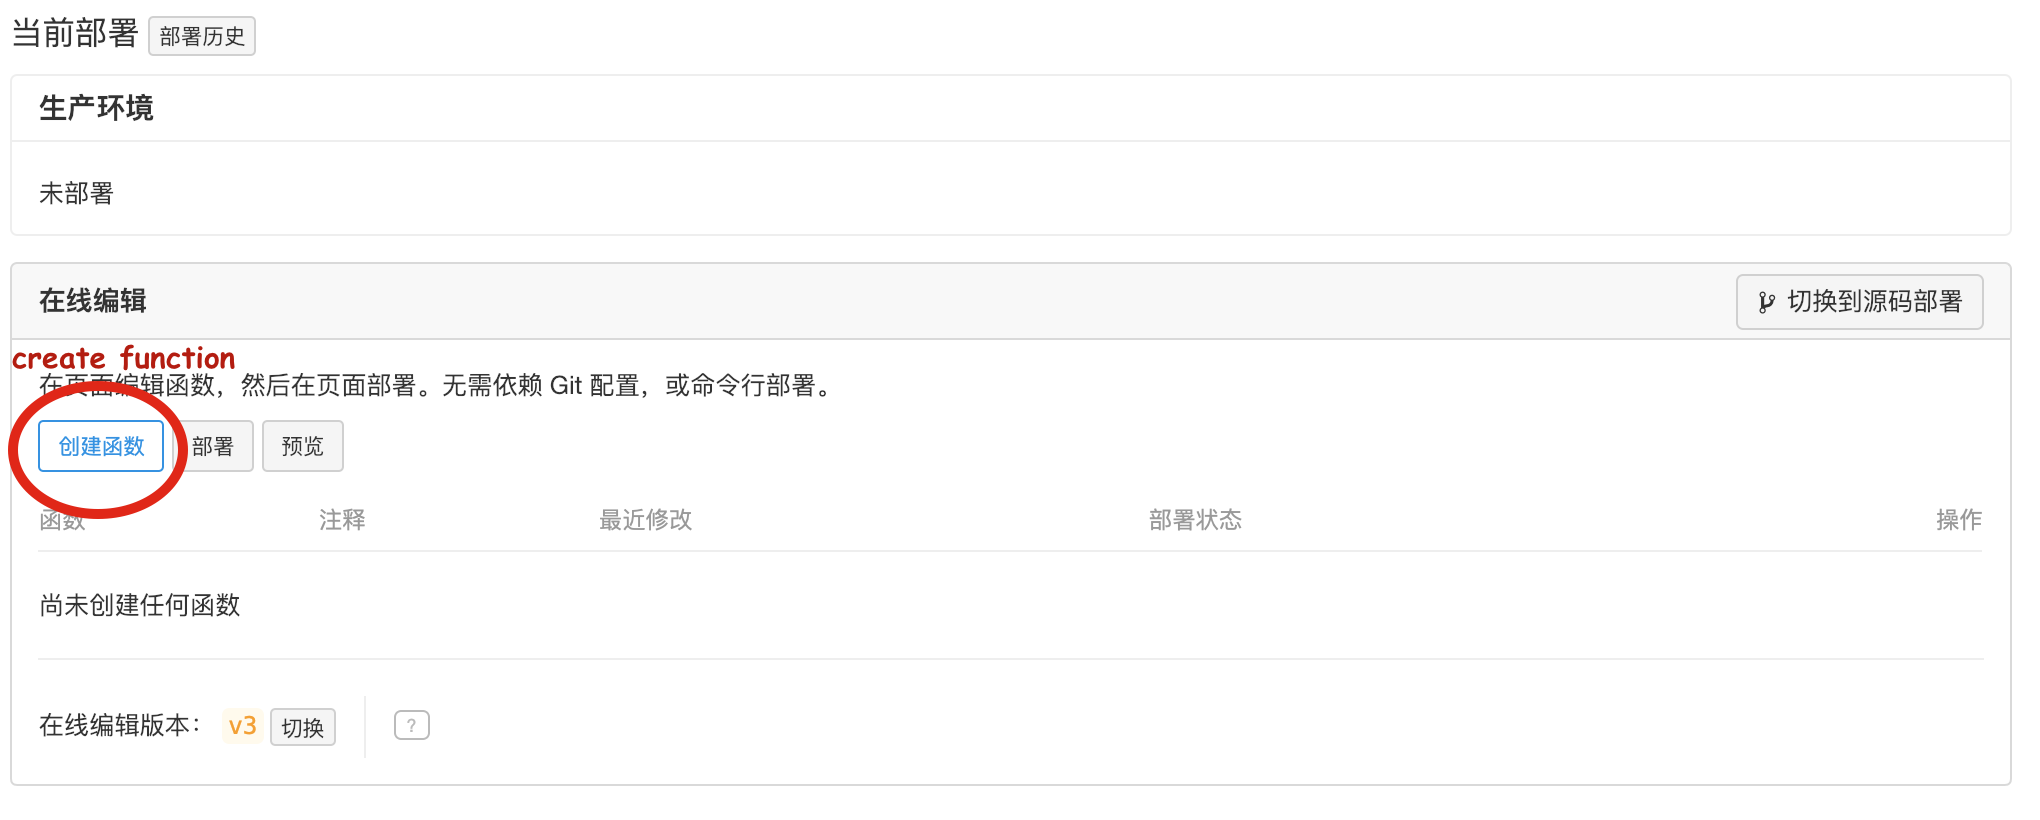 当前部署 部署历史
生产环境
未部署
在线编辑 切换到源码部署
create function
在页面编辑函数，然后在页面部署。无需依赖 Git 配置，或命令行部署。
创建函数 部署 预览
函数 注释 最近修改 部署状态 操作
尚未创建任何函数
在线编辑版本： v3 切换 ?